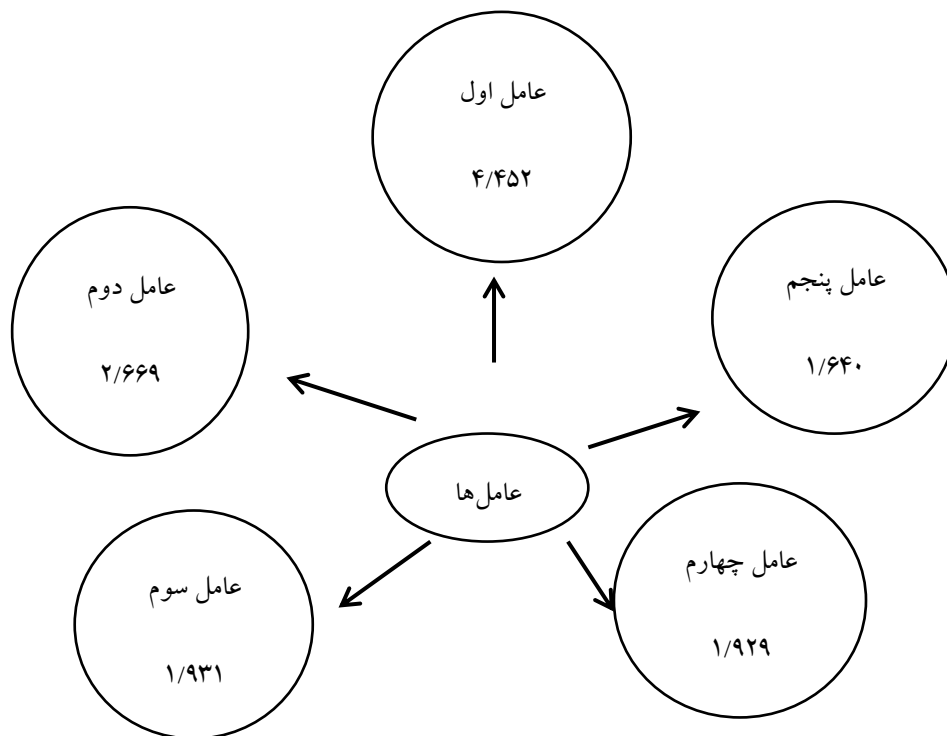 عامل اول
۴/۴۵۲
عامل دوم
۲/۶۶۹
عامل پنجم
۱/۶۴۰
عامل‌ها
عامل سوم
۱/۹۳۱
عامل چهارم
۱/۹۲۹